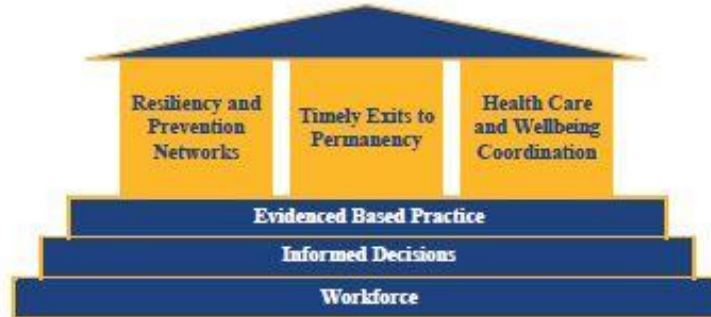 Resiliency and
Prevention
Networks
Timely Exits to
Permanency
Health Care
and Wellbeing
Coordination
Evidenced Based Practice
Informed Decisions
Workforce